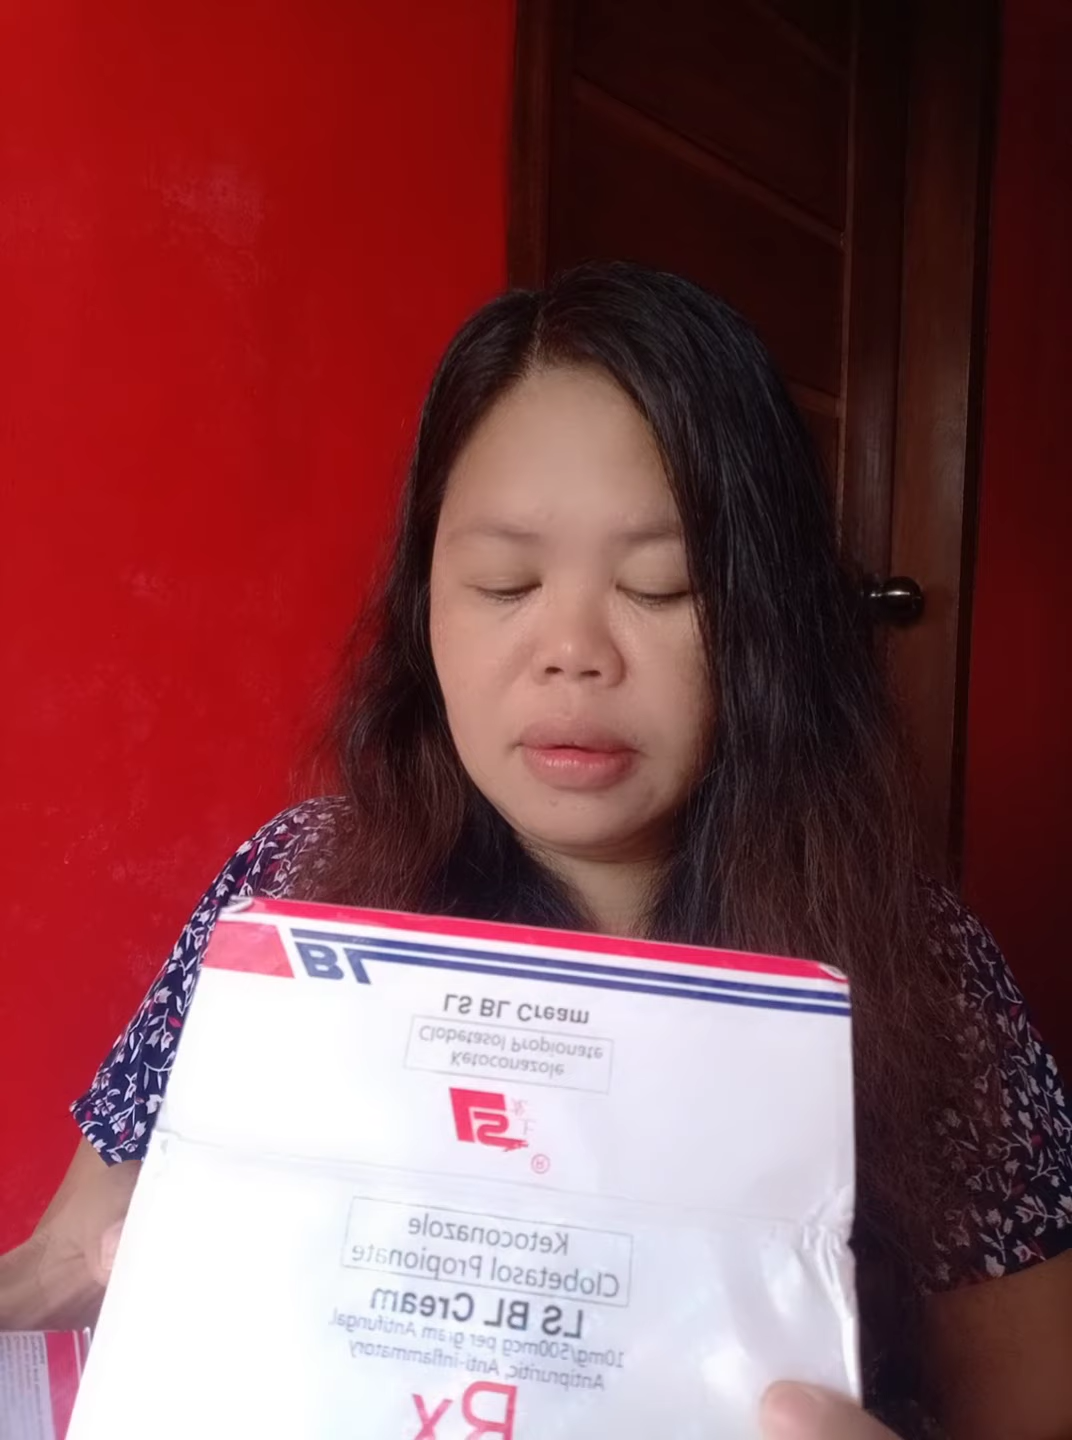 BL
LS BL Cream
Clobetasol Propionate
Ketoconazole
LS
®
Ketoconazole
Clobetasol Propionate
LS BL Cream
10mg/500mcg per gram Antifungal,
Antipruritic, Anti-inflammatory
Rx